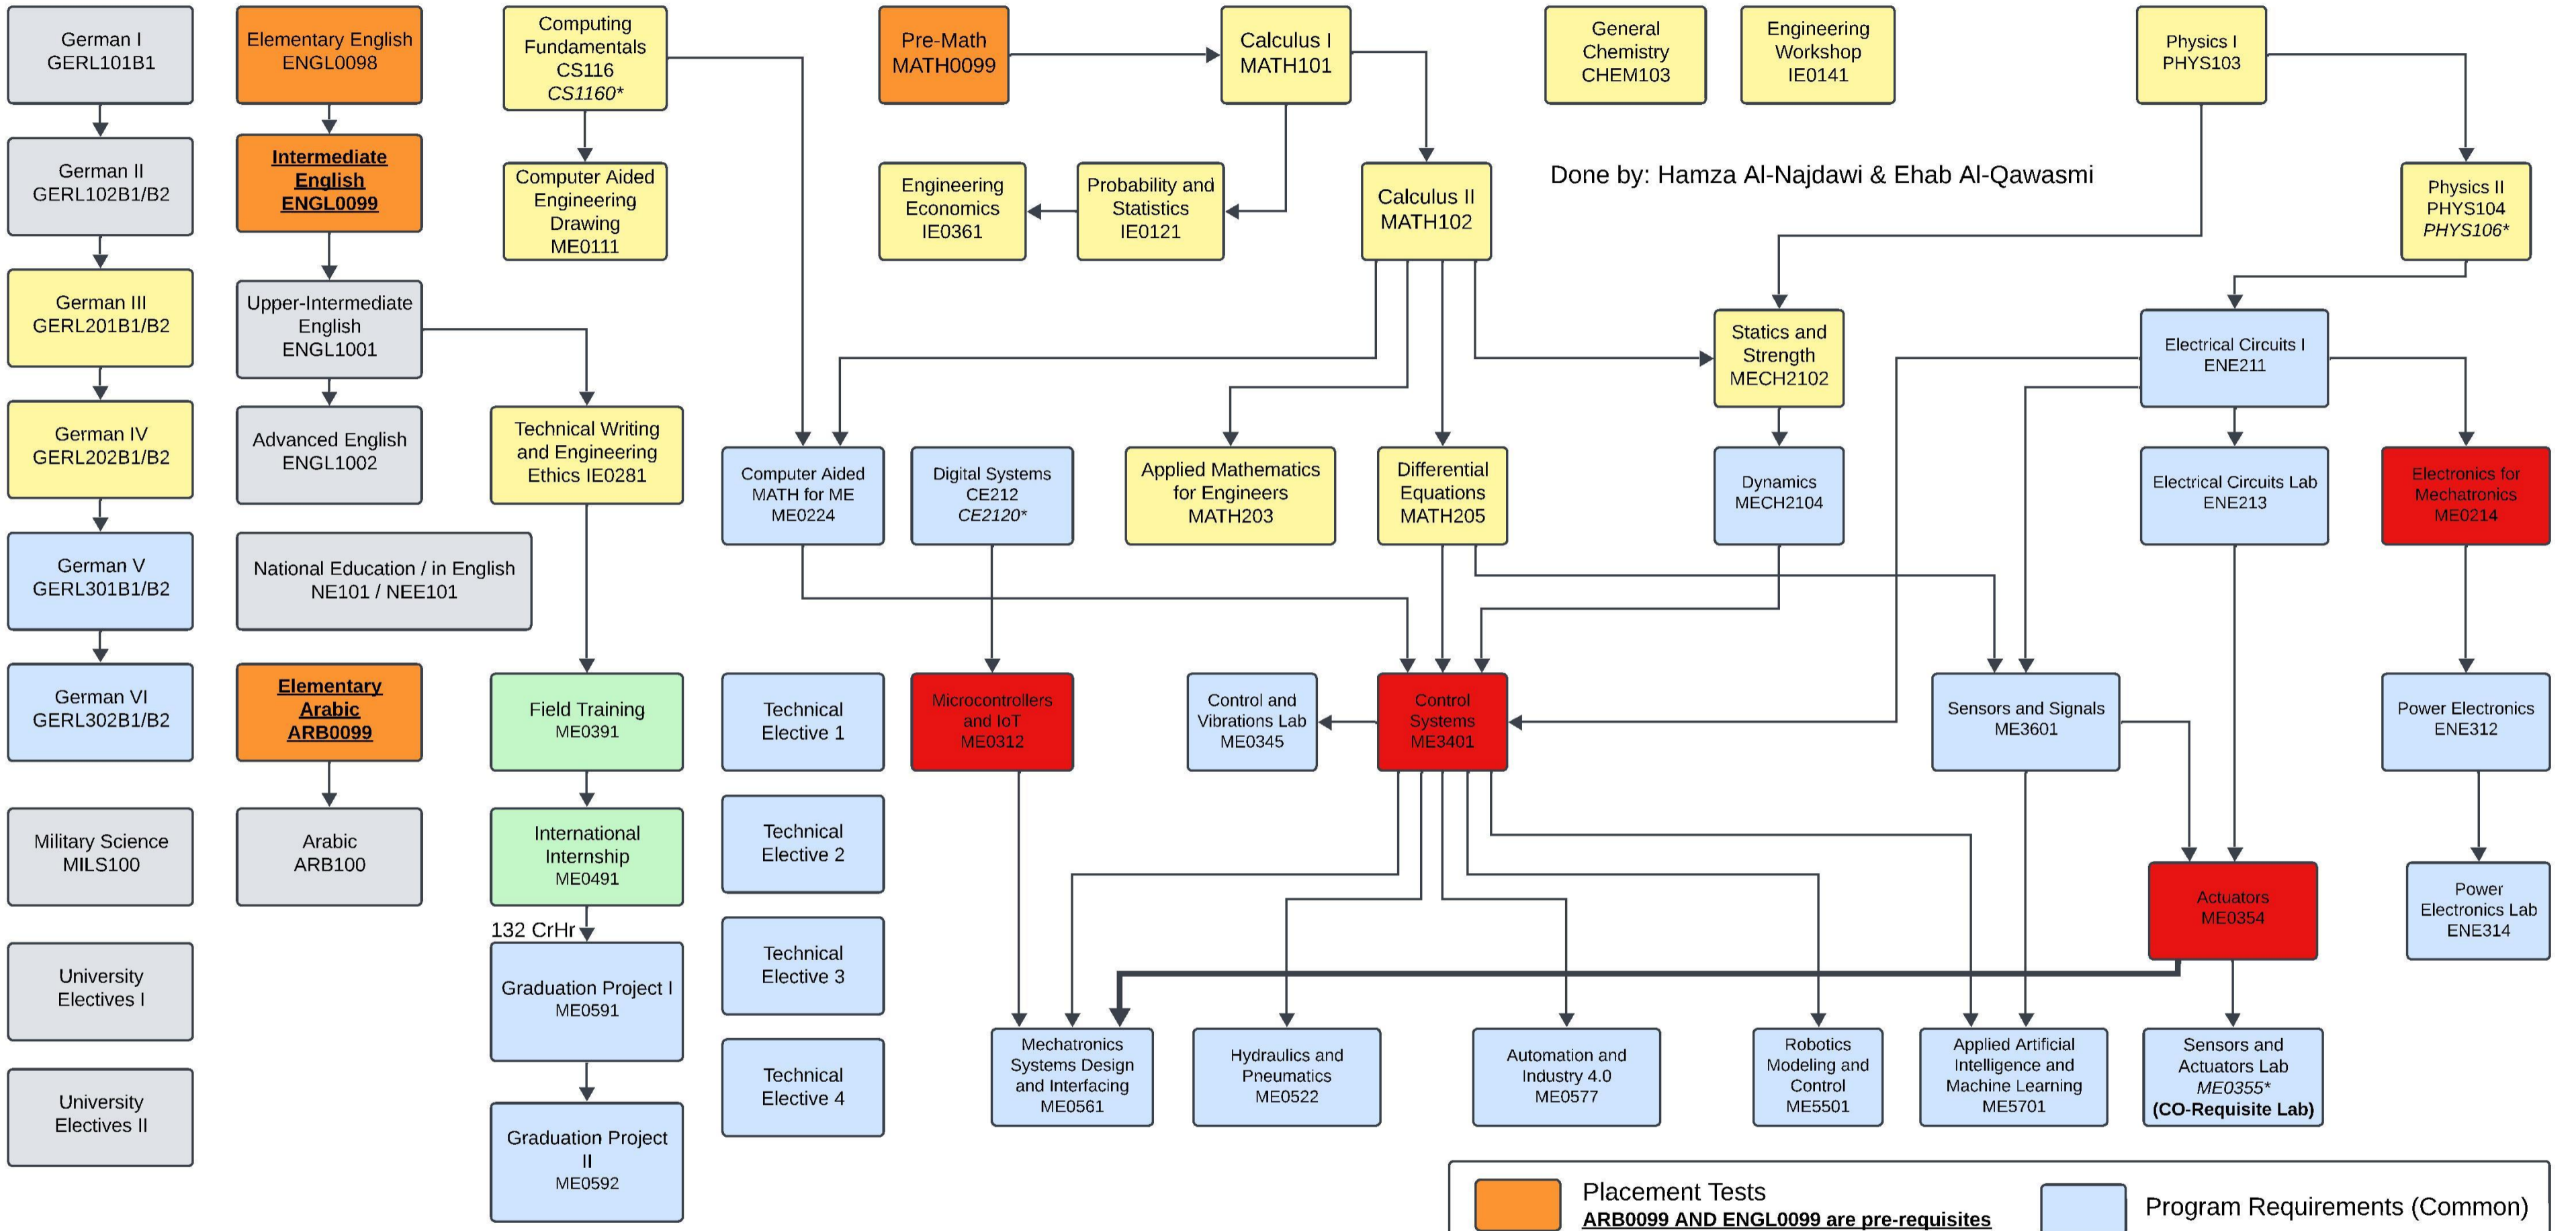 German I
GERL101B1
Elementary English
ENGL0098
Computing
Fundamentals
CS116
CS1160*
Pre-Math
MATH0099
Calculus I
MATH101
General
Chemistry
CHEM103
Engineering
Workshop
IE0141
Physics I
PHYS103
German II
GERL102B1/B2
Intermediate
English
ENGL0099
Computer Aided
Engineering
Drawing
ME0111
Engineering
Economics
IE0361
Probability and
Statistics
IE0121
Calculus II
MATH102
Done by: Hamza Al-Najdawi & Ehab Al-Qawasmi
Physics II
PHYS104
PHYS106*
German III
GERL201B1/B2
Upper-Intermediate
English
ENGL1001
Statics and
Strength
MECH2102
Electrical Circuits I
ENE211
German IV
GERL202B1/B2
Advanced English
ENGL1002
Technical Writing
and Engineering
Ethics IE0281
Computer Aided
MATH for ME
ME0224
Digital Systems
CE212
CE2120*
Applied Mathematics
for Engineers
MATH203
Differential
Equations
MATH205
Dynamics
MECH2104
Electrical Circuits Lab
ENE213
Electronics for
Mechatronics
ME0214
German V
GERL301B1/B2
National Education / in English
NE101 / NEE101
German VI
GERL302B1/B2
Elementary
Arabic
ARB0099
Field Training
ME0391
Technical
Elective 1
Microcontrollers
and IoT
ME0312
Control and
Vibrations Lab
ME0345
Control
Systems
ME3401
Sensors and Signals
ME3601
Power Electronics
ENE312
Military Science
MILS100
Arabic
ARB100
International
Internship
ME0491
Technical
Elective 2
Actuators
ME0354
Power
Electronics Lab
ENE314
132 CrHr
University
Electives I
Graduation Project I
ME0591
Technical
Elective 3
Mechatronics
Systems Design
and Interfacing
ME0561
Hydraulics and
Pneumatics
ME0522
Automation and
Industry 4.0
ME0577
Robotics
Modeling and
Control
ME5501
Applied Artificial
Intelligence and
Machine Learning
ME5701
Sensors and
Actuators Lab
ME0355*
(CO-Requisite Lab)
University
Electives II
Graduation Project
II
ME0592
Technical
Elective 4
Placement Tests
ARB0099 AND ENGL0099 are pre-requisites
Program Requirements (Common)